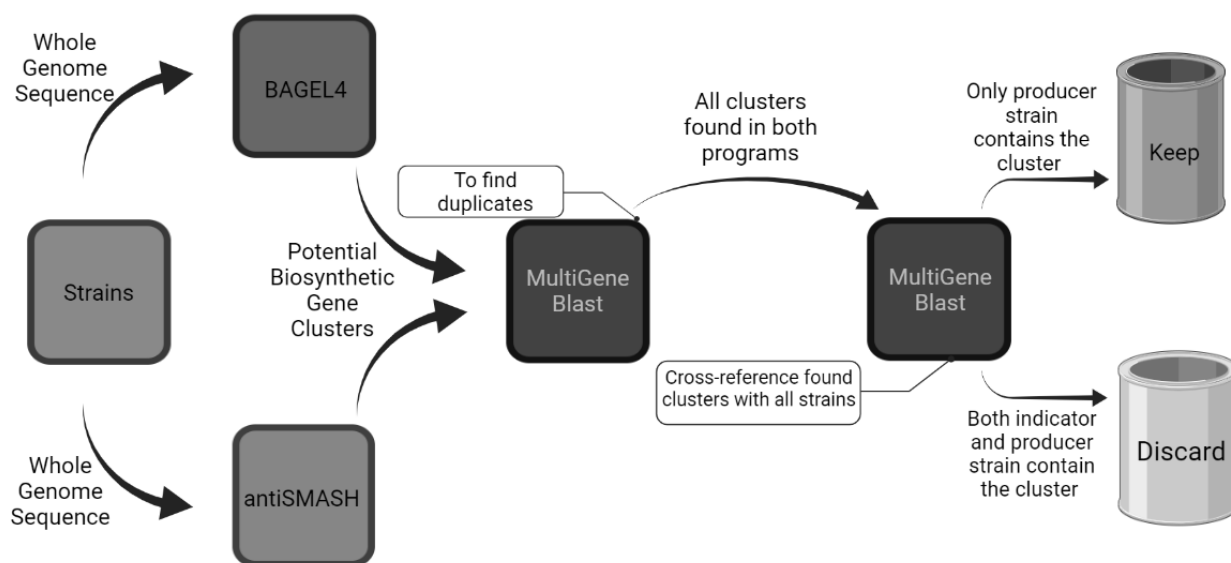 Whole
Genome
Sequence
BAGEL4
Strains
Whole
Genome
Sequence
antiSMASH
Potential
Biosynthetic
Gene
Clusters
To find
duplicates
MultiGene
Blast
All clusters
found in both
programs
MultiGene
Blast
Cross-reference found
clusters with all strains
Only producer
strain
contains the
cluster
Keep
Both indicator
and producer
strain contain
the cluster
Discard